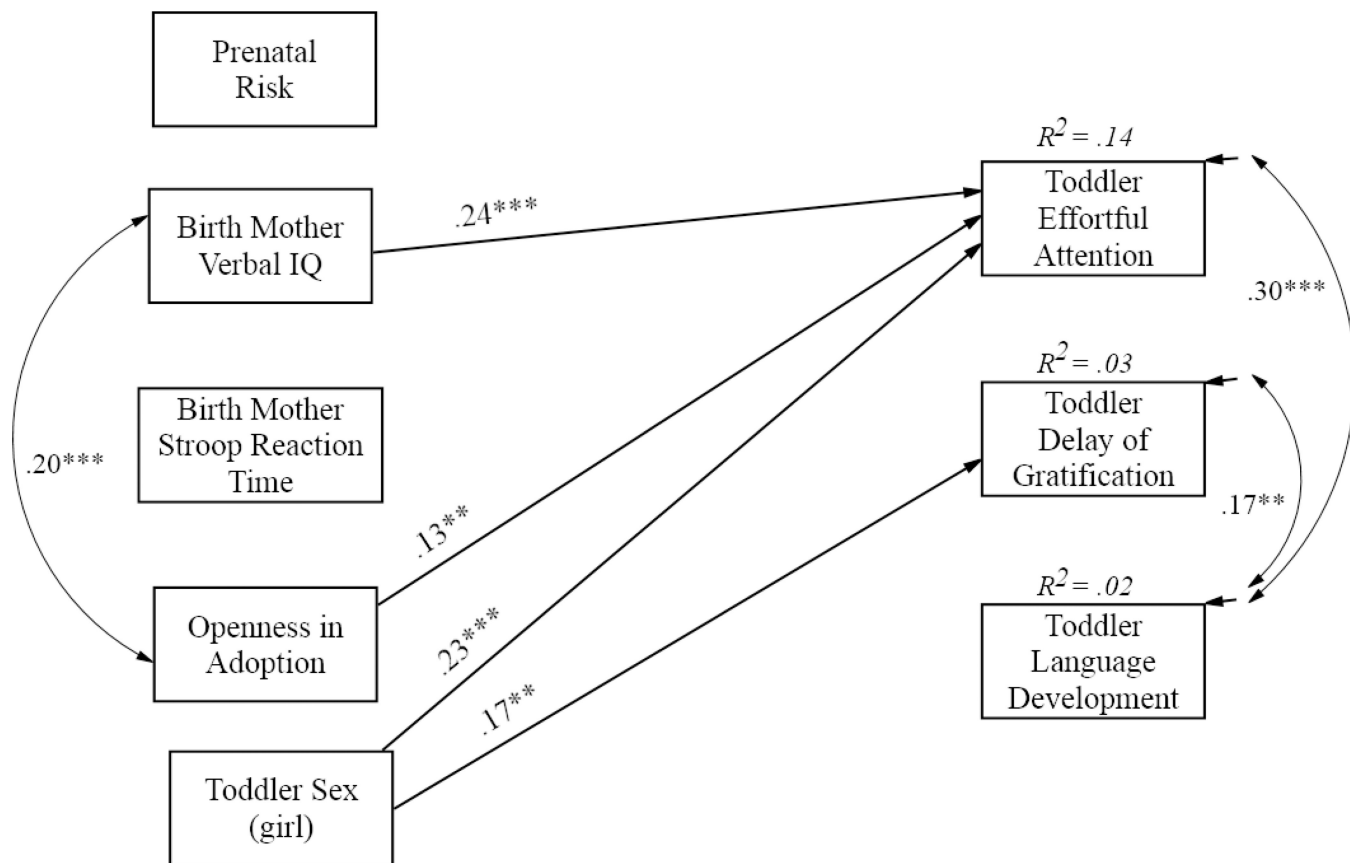 Prenatal
Risk
Birth Mother
Verbal IQ
Birth Mother
Stroop Reaction
Time
Openness in
Adoption
Toddler Sex
(girl)
.20***
.24***
.13**
.23***
.17**
R² = .14
Toddler
Effortful
Attention
R² = .03
Toddler
Delay of
Gratification
R² = .02
Toddler
Language
Development
.30***
.17**